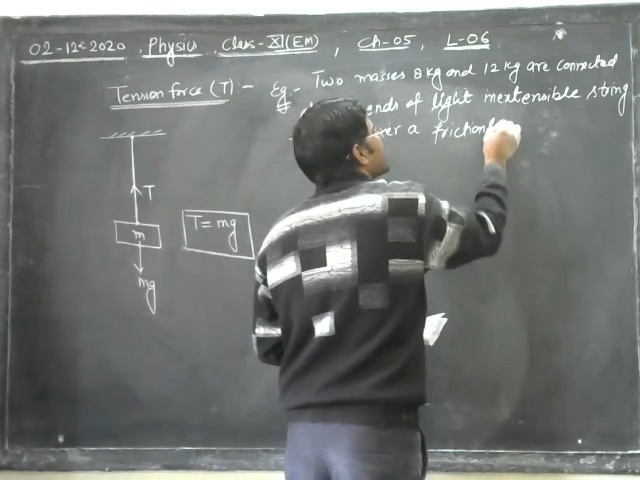 02-12-2020, Physics, Class-XI(EM), Ch-05, L-06
Tension force (T) - Eg.- Two masses 8 kg and 12 kg are connected
ends of light inextensible string
over a friction
T
m
mg
T = mg